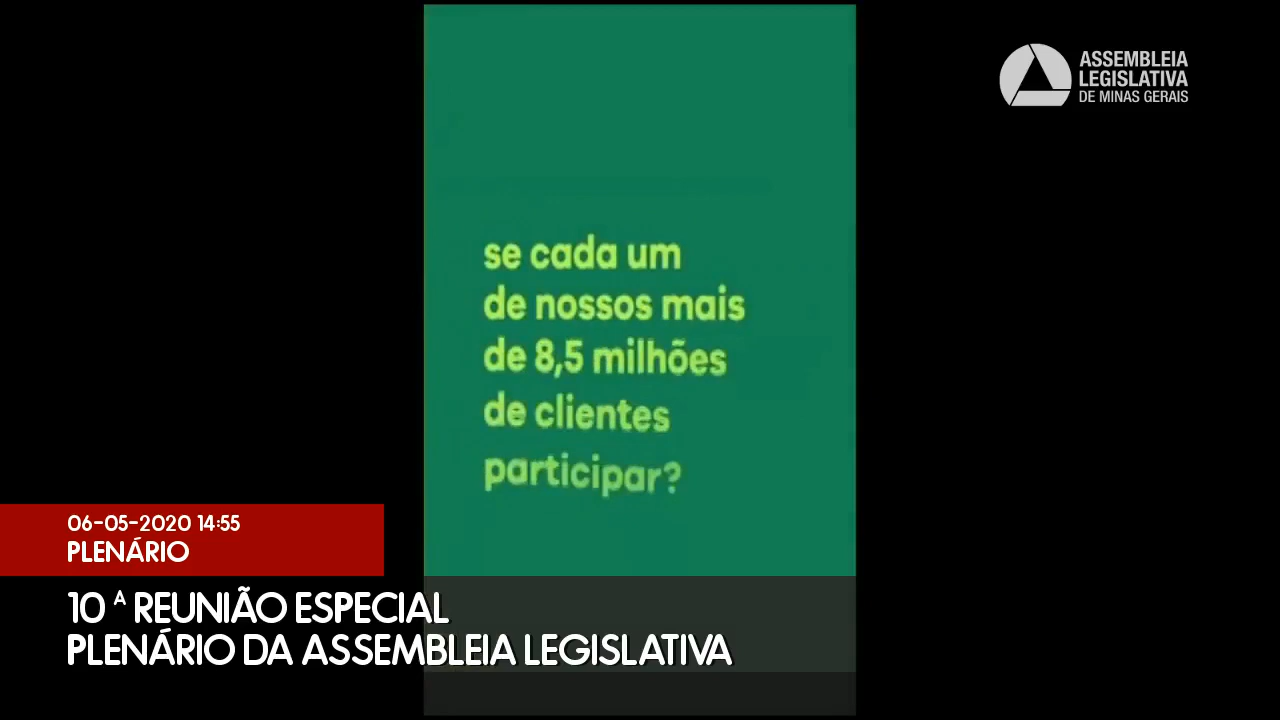 ASSEMBLEIA
LEGISLATIVA
DE MINAS GERAIS
se cada um
de nossos mais
de 8,5 milhões
de clientes
participar?
06-05-2020 14:55
PLENÁRIO
10 ª REUNIÃO ESPECIAL
PLENÁRIO DA ASSEMBLEIA LEGISLATIVA